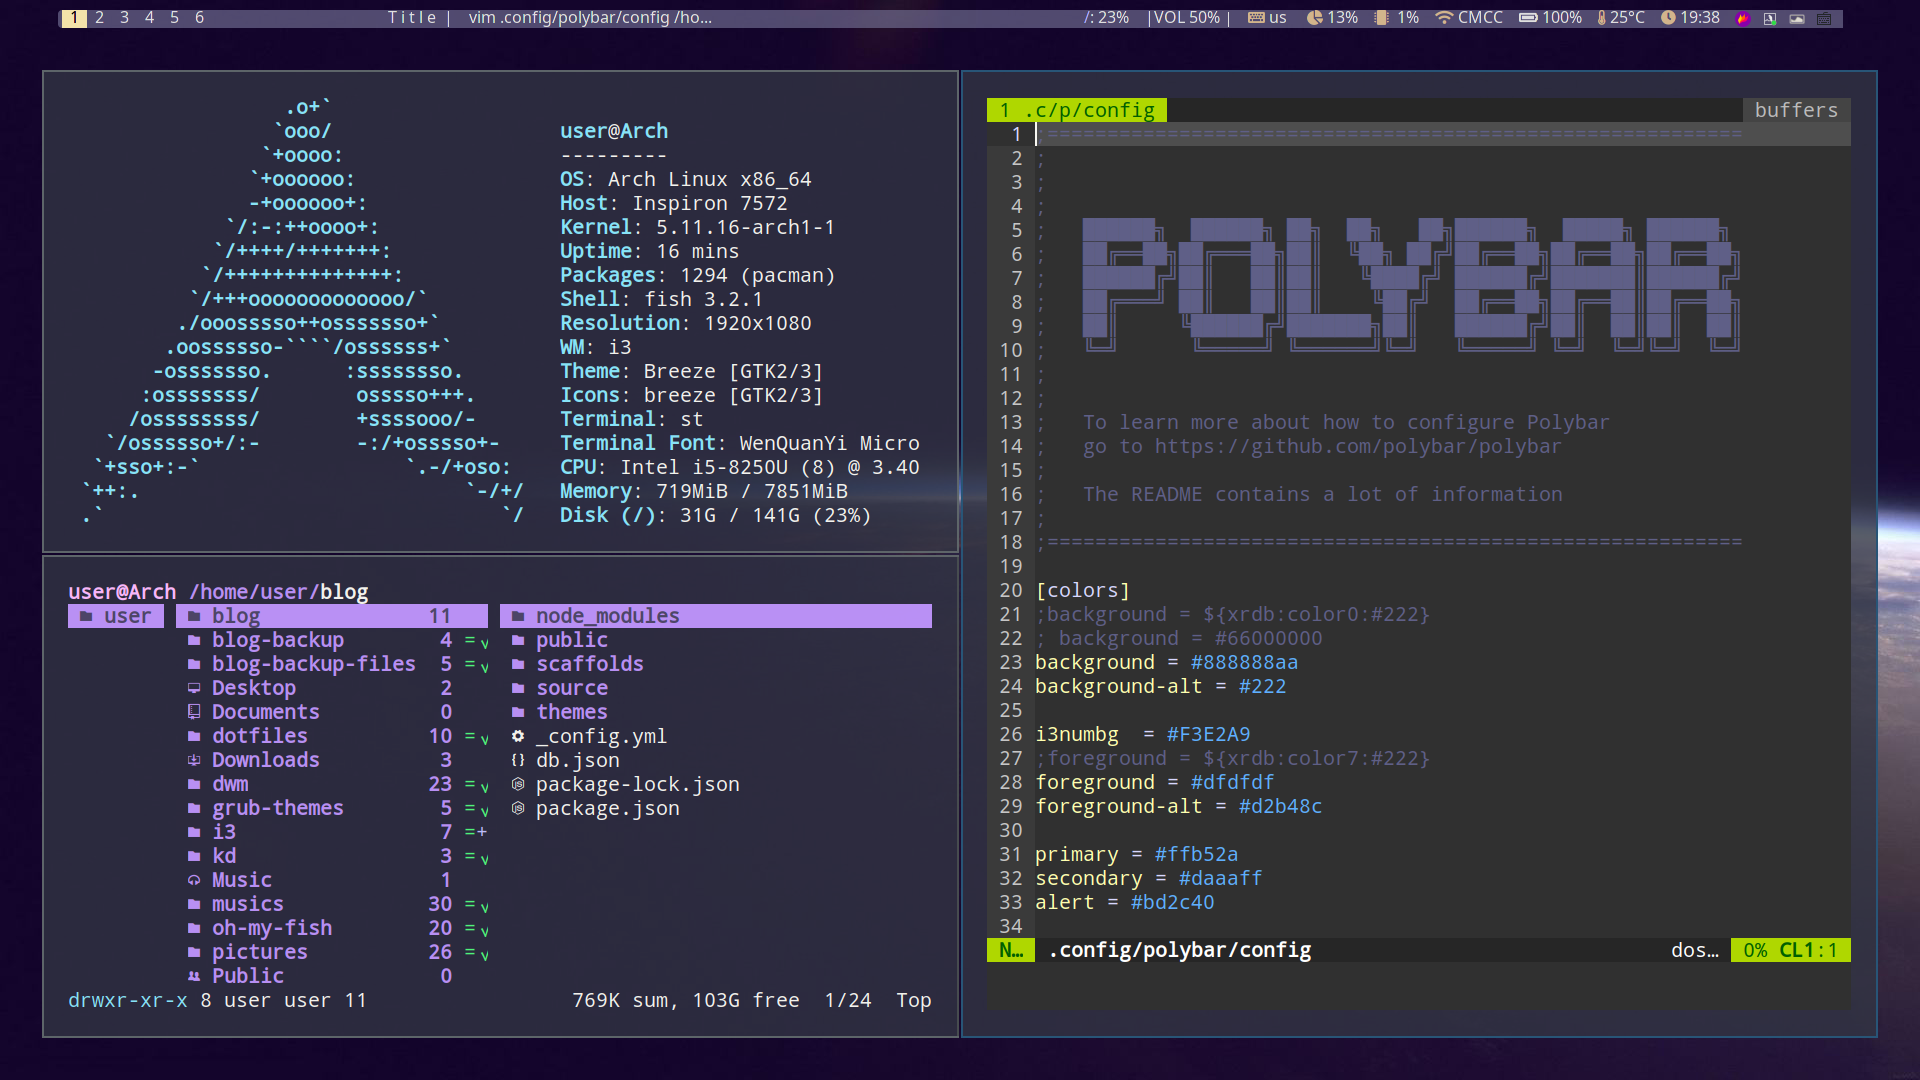 1 2 3 4 5 6 Title | vim .config/polybar/config /ho... /: 23% |VOL 50% | us 13% 1% CMCC 100% 25°C 19:38
.o+`
`ooo/
`+oooo:
`+oooooo:
-+oooooo+:
`/:-:++oooo+:
`/++++/+++++++:
`/++++++++++++++:
`/+++ooooooooooooo/`
./ooosssso++osssssso+`
.oossssso-````/ossssss+`
-osssssso. :ssssssso.
:osssssss/ osssso+++.
/ossssssss/ +ssssooo/-
`/ossssso+/:- -:/+osssso+-
`+sso+:-` `.-/+oso:
`++:. `-/+/
.` `/
user@Arch
---------
OS: Arch Linux x86_64
Host: Inspiron 7572
Kernel: 5.11.16-arch1-1
Uptime: 16 mins
Packages: 1294 (pacman)
Shell: fish 3.2.1
Resolution: 1920x1080
WM: i3
Theme: Breeze [GTK2/3]
Icons: breeze [GTK2/3]
Terminal: st
Terminal Font: WenQuanYi Micro
CPU: Intel i5-8250U (8) @ 3.40
Memory: 719MiB / 7851MiB
Disk (/): 31G / 141G (23%)
user@Arch /home/user/blog
user
blog 11
blog-backup 4 =√
blog-backup-files 5 =√
Desktop 2
Documents 0
dotfiles 10 =√
Downloads 3
dwm 23 =√
grub-themes 5 =√
i3 7 =+
kd 3 =√
Music 1
musics 30 =√
oh-my-fish 20 =√
pictures 26 =√
Public 0
node_modules
public
scaffolds
source
themes
_config.yml
db.json
package-lock.json
package.json
drwxr-xr-x 8 user user 11 769K sum, 103G free 1/24 Top
1 .c/p/config buffers
1 ;==========================================================
2 ;
3 ;
4 ;
5 ;
6 ;
7 ; POLYBAR
8 ;
9 ;
10 ;
11 ;
12 ;
13 ; To learn more about how to configure Polybar
14 ; go to https://github.com/polybar/polybar
15 ;
16 ; The README contains a lot of information
17 ;
18 ;==========================================================
19
20 [colors]
21 ;background = ${xrdb:color0:#222}
22 ; background = #66000000
23 background = #888888aa
24 background-alt = #222
25
26 i3numbg = #F3E2A9
27 ;foreground = ${xrdb:color7:#222}
28 foreground = #dfdfdf
29 foreground-alt = #d2b48c
30
31 primary = #ffb52a
32 secondary = #daaaff
33 alert = #bd2c40
34
N… .config/polybar/config dos… 0% CL1:1